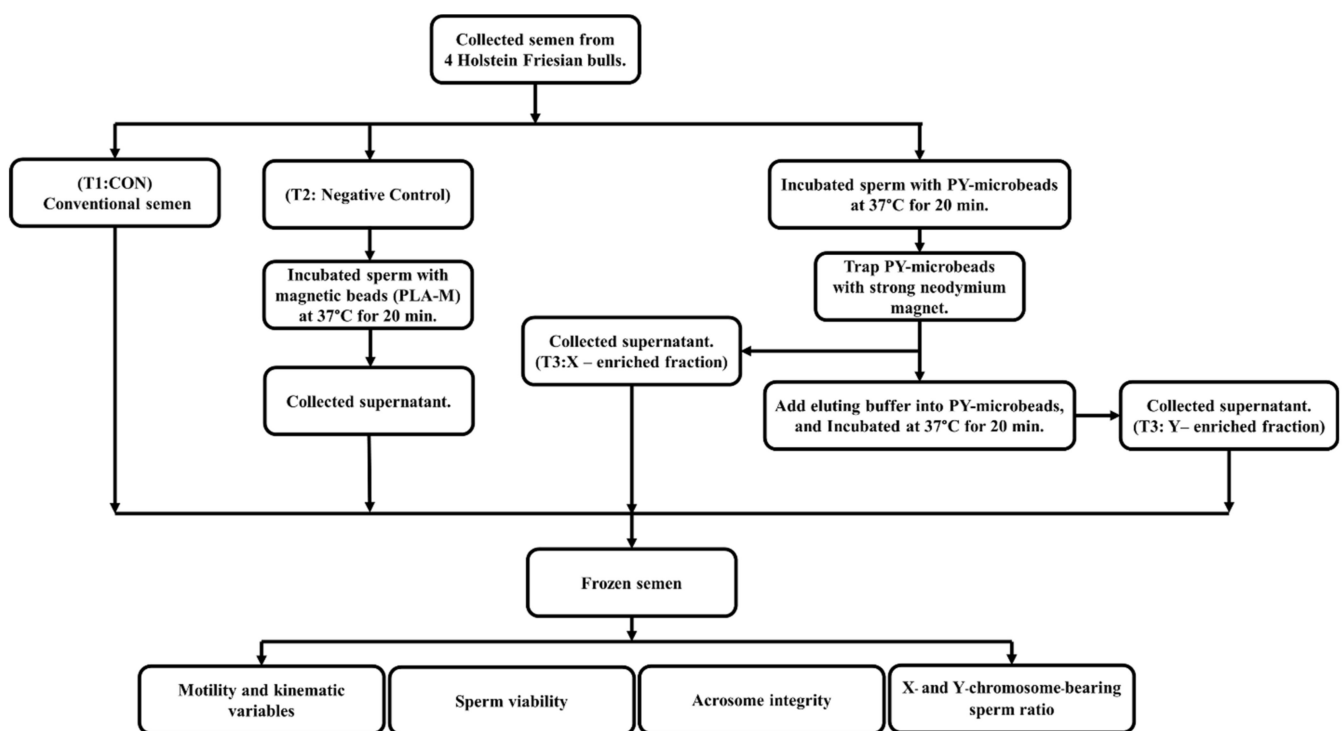 Collected semen from
4 Holstein Friesian bulls.
(T1:CON)
Conventional semen
(T2: Negative Control)
Incubated sperm with PY-microbeads
at 37°C for 20 min.
Incubated sperm with
magnetic beads (PLA-M)
at 37°C for 20 min.
Trap PY-microbeads
with strong neodymium
magnet.
Collected supernatant.
(T3:X – enriched fraction)
Collected supernatant.
Add eluting buffer into PY-microbeads,
and Incubated at 37°C for 20 min.
Collected supernatant.
(T3: Y– enriched fraction)
Frozen semen
Motility and kinematic
variables
Sperm viability
Acrosome integrity
X- and Y-chromosome-bearing
sperm ratio